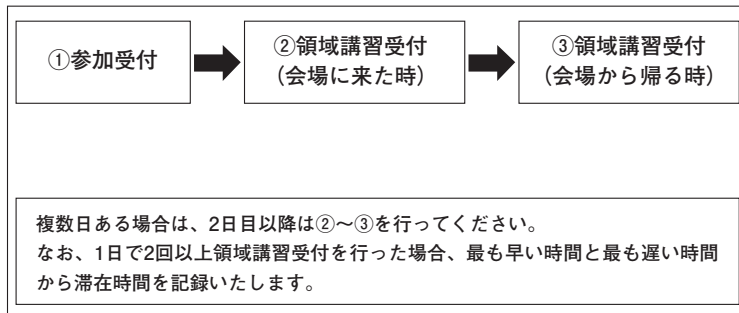 ①参加受付
②領域講習受付
(会場に来た時)
③領域講習受付
(会場から帰る時)
複数日ある場合は、2日目以降は②〜③を行ってください。
なお、1日で2回以上領域講習受付を行った場合、最も早い時間と最も遅い時間
から滞在時間を記録いたします。